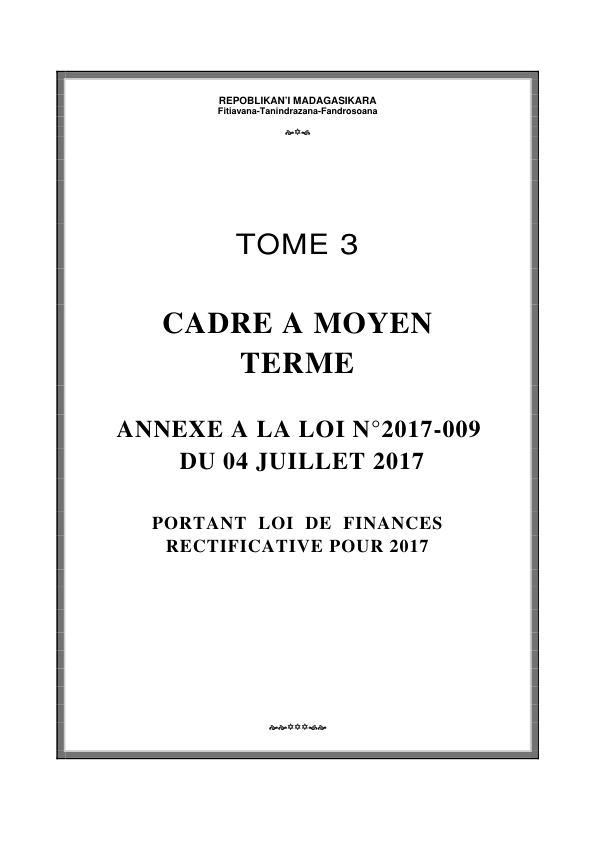 REPOBLIKAN'I MADAGASIKARA
Fitiavana-Tanindrazana-Fandrosoana
TOME 3
CADRE A MOYEN
TERME
ANNEXE A LA LOI N°2017-009
DU 04 JUILLET 2017
PORTANT LOI DE FINANCES
RECTIFICATIVE POUR 2017